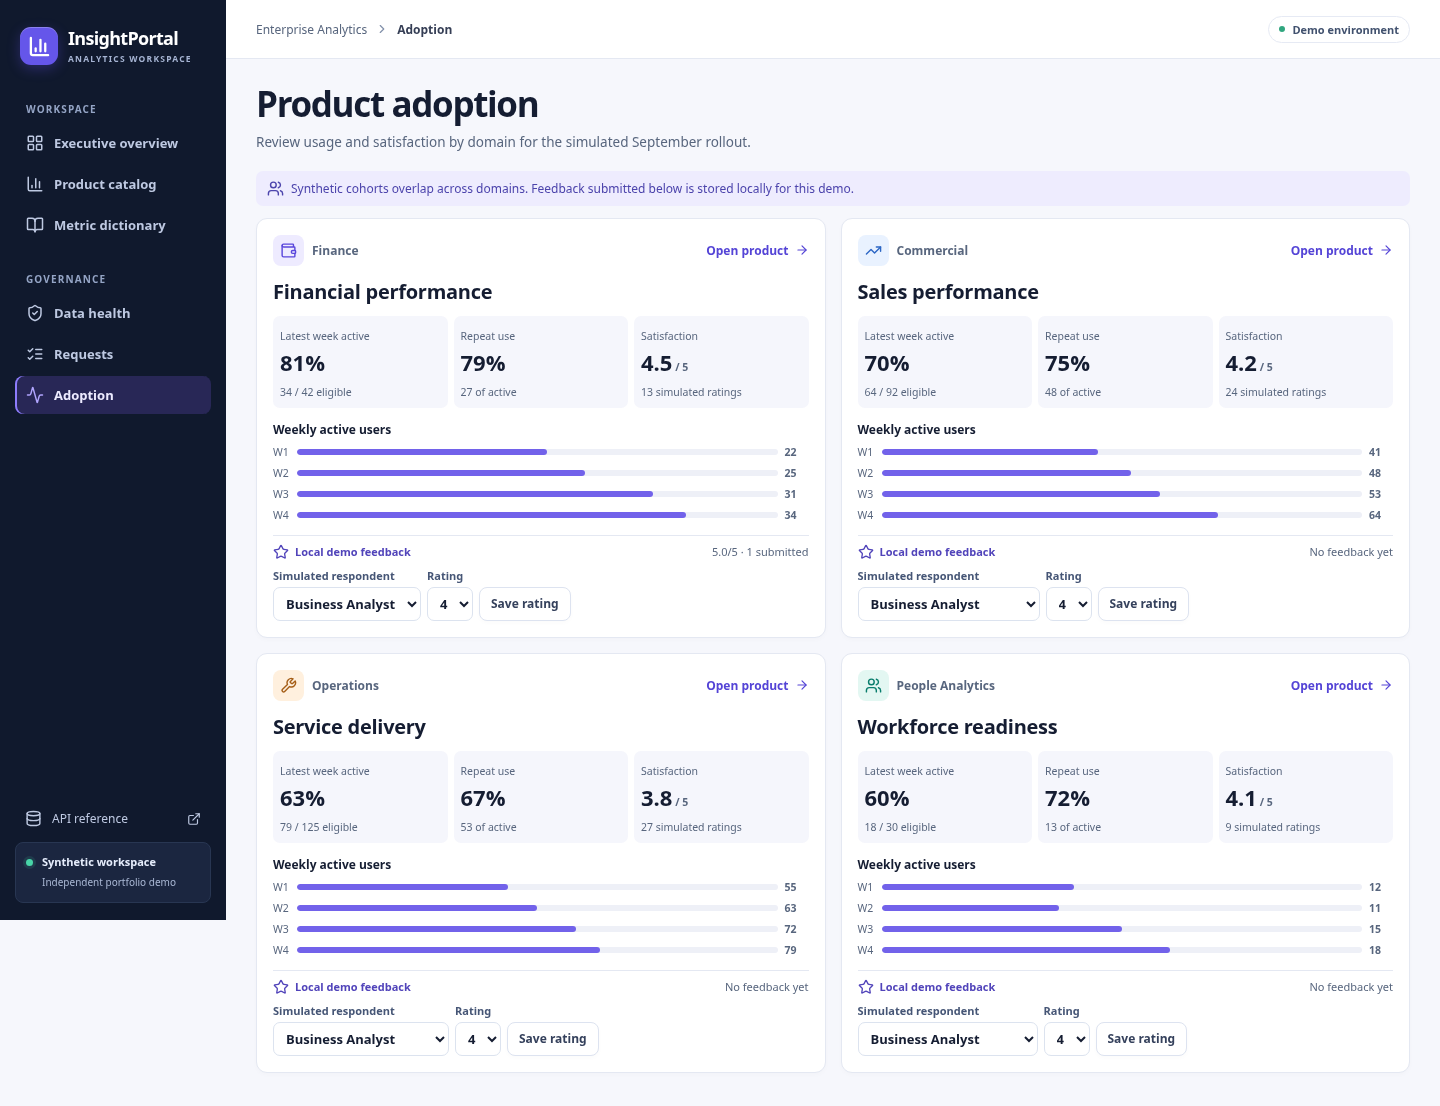 InsightPortal
ANALYTICS WORKSPACE
WORKSPACE
Executive overview
Product catalog
Metric dictionary
GOVERNANCE
Data health
Requests
Adoption
API reference
Synthetic workspace
Independent portfolio demo
Enterprise Analytics > Adoption
Demo environment
Product adoption
Review usage and satisfaction by domain for the simulated September rollout.
Synthetic cohorts overlap across domains. Feedback submitted below is stored locally for this demo.
Finance
Open product →
Financial performance
Latest week active
81%
34 / 42 eligible
Repeat use
79%
27 of active
Satisfaction
4.5 / 5
13 simulated ratings
Weekly active users
W1 22
W2 25
W3 31
W4 34
Local demo feedback
5.0/5 · 1 submitted
Simulated respondent
Rating
Business Analyst
4
Save rating
Commercial
Open product →
Sales performance
Latest week active
70%
64 / 92 eligible
Repeat use
75%
48 of active
Satisfaction
4.2 / 5
24 simulated ratings
Weekly active users
W1 41
W2 48
W3 53
W4 64
Local demo feedback
No feedback yet
Simulated respondent
Rating
Business Analyst
4
Save rating
Operations
Open product →
Service delivery
Latest week active
63%
79 / 125 eligible
Repeat use
67%
53 of active
Satisfaction
3.8 / 5
27 simulated ratings
Weekly active users
W1 55
W2 63
W3 72
W4 79
Local demo feedback
No feedback yet
Simulated respondent
Rating
Business Analyst
4
Save rating
People Analytics
Open product →
Workforce readiness
Latest week active
60%
18 / 30 eligible
Repeat use
72%
13 of active
Satisfaction
4.1 / 5
9 simulated ratings
Weekly active users
W1 12
W2 11
W3 15
W4 18
Local demo feedback
No feedback yet
Simulated respondent
Rating
Business Analyst
4
Save rating